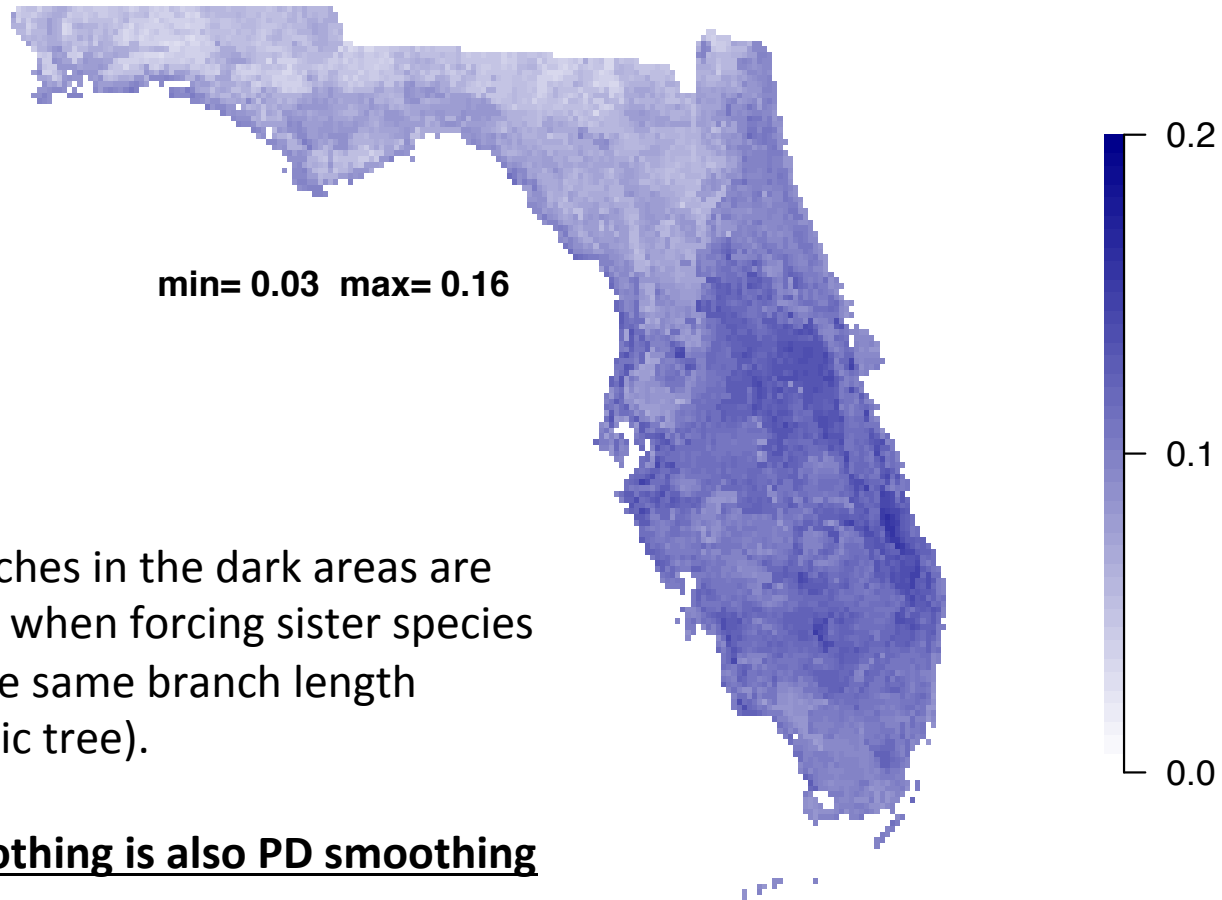 min= 0.03 max= 0.16
ches in the dark areas are
when forcing sister species
e same branch length
ic tree).
othing is also PD smoothing
0.2
0.1
0.0